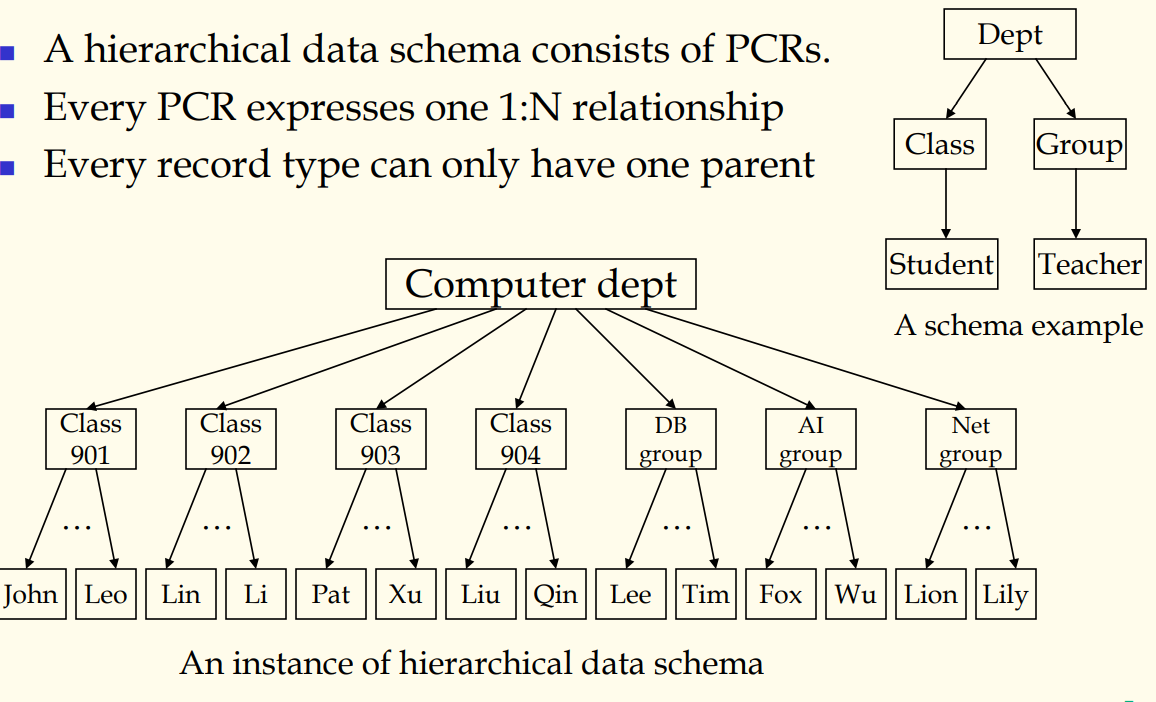 A hierarchical data schema consists of PCRs.
Every PCR expresses one 1:N relationship
Every record type can only have one parent
Dept
Class
Group
Student
Teacher
A schema example
Computer dept
Class
901
Class
902
Class
903
Class
904
DB
group
AI
group
Net
group
...
...
...
...
...
...
...
John
Leo
Lin
Li
Pat
Xu
Liu
Qin
Lee
Tim
Fox
Wu
Lion
Lily
An instance of hierarchical data schema